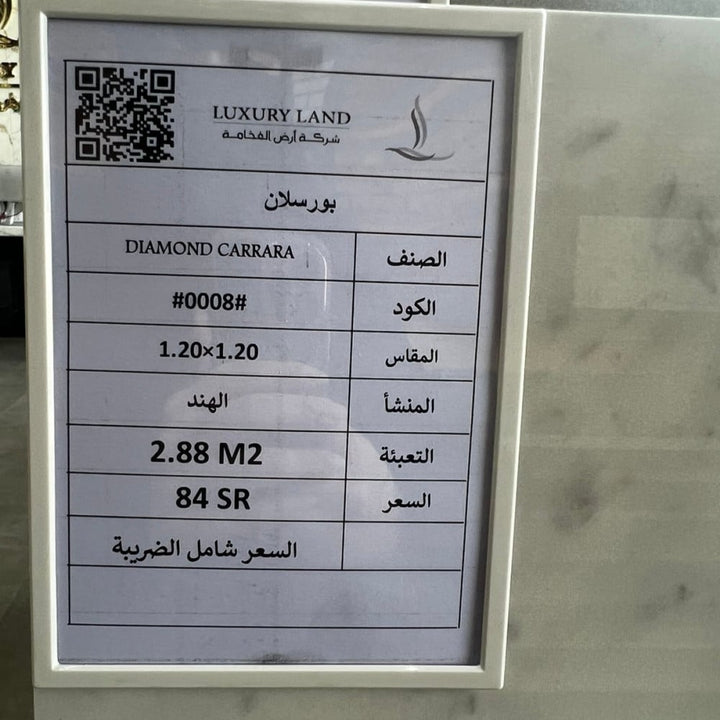 LUXURY LAND
شركة أرض الفخامة
بورسلان
الصنف DIAMOND CARRARA
الكود #0008#
المقاس 1.20×1.20
المنشأ الهند
التعبئة 2.88 M2
السعر 84 SR
السعر شامل الضريبة